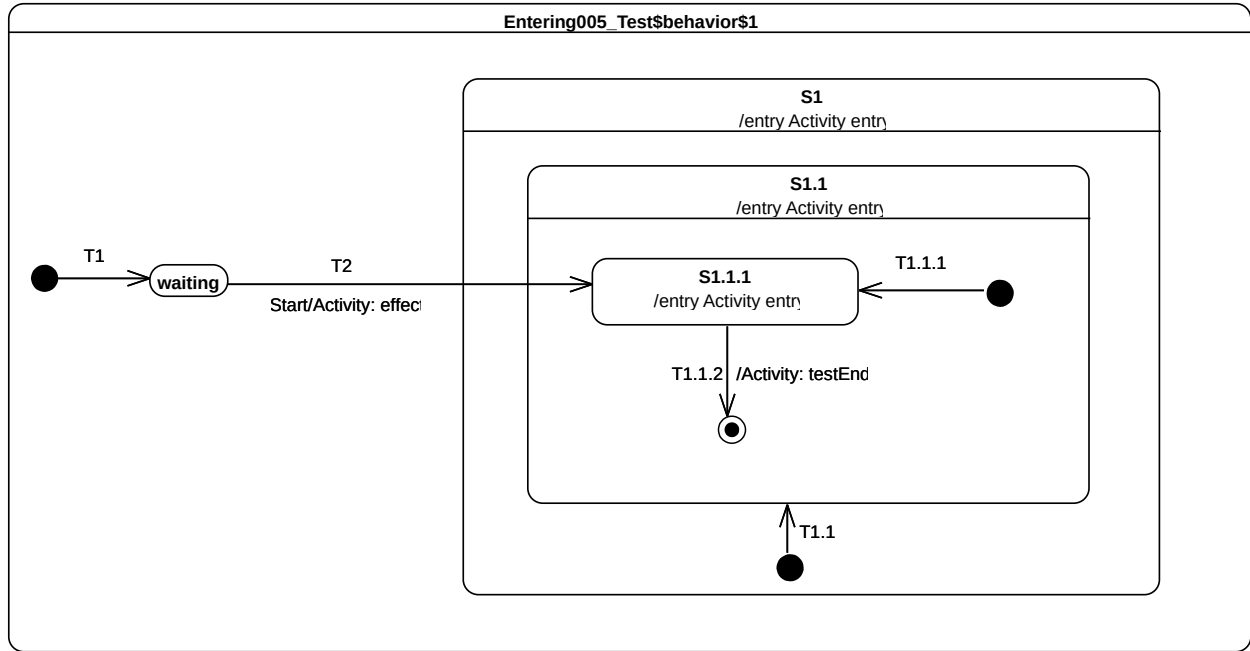 Entering005_Test$behavior$1
S1
/entry Activity entry
S1.1
/entry Activity entry
T1
waiting
T2
Start/Activity: effect
S1.1.1
/entry Activity entry
T1.1.1
T1.1.2
/Activity: testEnd
T1.1